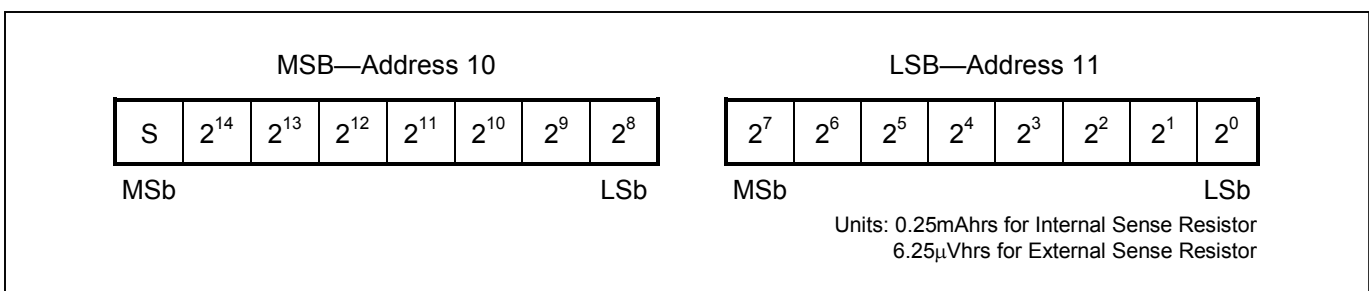 MSB—Address 10 LSB—Address 11
S 2^14 2^13 2^12 2^11 2^10 2^9 2^8 2^7 2^6 2^5 2^4 2^3 2^2 2^1 2^0
MSb LSb MSb LSb
Units: 0.25mAhrs for Internal Sense Resistor
6.25μVhrs for External Sense Resistor